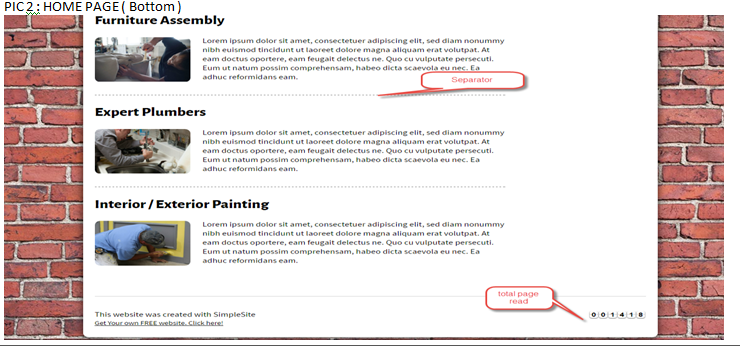 PIC 2 : HOME PAGE ( Bottom )
Furniture Assembly
Lorem ipsum dolor sit amet, consectetuer adipiscing elit, sed diam nonummy
nibh euismod tincidunt ut laoreet dolore magna aliquam erat volutpat. At
eam doctus oportere, eam feugait delectus ne. Quo cu vulputate persecuti.
Eum ut natum possim comprehensam, habeo dicta scaevola eu nec. Ea
adhuc reformidans eam.
Separator
Expert Plumbers
Lorem ipsum dolor sit amet, consectetuer adipiscing elit, sed diam nonummy
nibh euismod tincidunt ut laoreet dolore magna aliquam erat volutpat. At
eam doctus oportere, eam feugait delectus ne. Quo cu vulputate persecuti.
Eum ut natum possim comprehensam, habeo dicta scaevola eu nec. Ea
adhuc reformidans eam.
Interior / Exterior Painting
Lorem ipsum dolor sit amet, consectetuer adipiscing elit, sed diam nonummy
nibh euismod tincidunt ut laoreet dolore magna aliquam erat volutpat. At
eam doctus oportere, eam feugait delectus ne. Quo cu vulputate persecuti.
Eum ut natum possim comprehensam, habeo dicta scaevola eu nec. Ea
adhuc reformidans eam.
total page
read
This website was created with SimpleSite
001418
Get Your own FREE website. Click here!